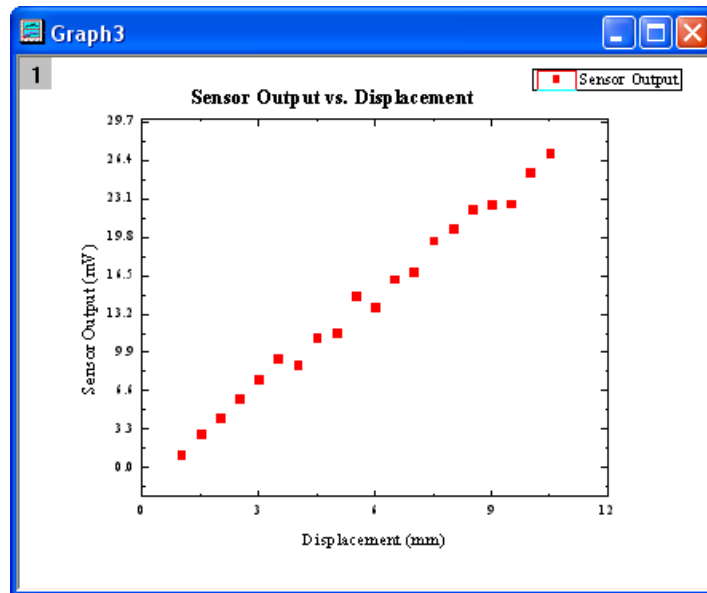 Graph3
1
Sensor Output
Sensor Output vs. Displacement
29.7
26.4
23.1
19.8
16.5
13.2
9.9
6.6
3.3
0.0
Sensor Output (mV)
0 3 6 9 12
Displacement (mm)